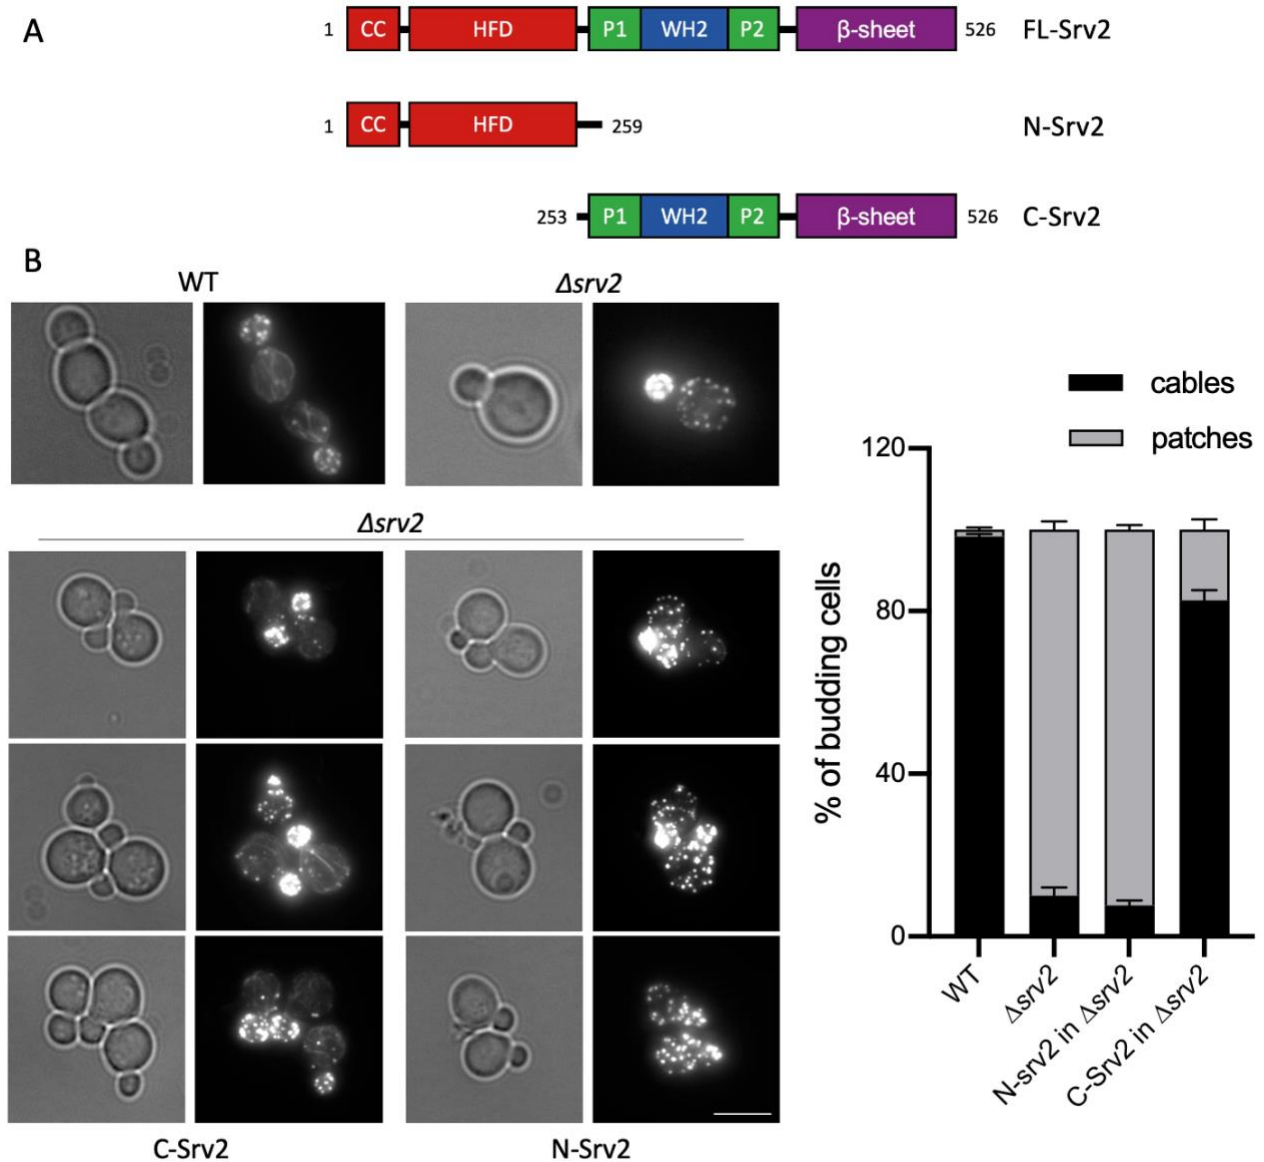 A
1 CC HFD P1 WH2 P2 β-sheet 526 FL-Srv2
1 CC HFD 259 N-Srv2
253 P1 WH2 P2 β-sheet 526 C-Srv2
B
WT Δsrv2
Δsrv2
C-Srv2 N-Srv2
cables
patches
% of budding cells
120
80
40
0
WT
Δsrv2
N-srv2 in Δsrv2
C-Srv2 in Δsrv2